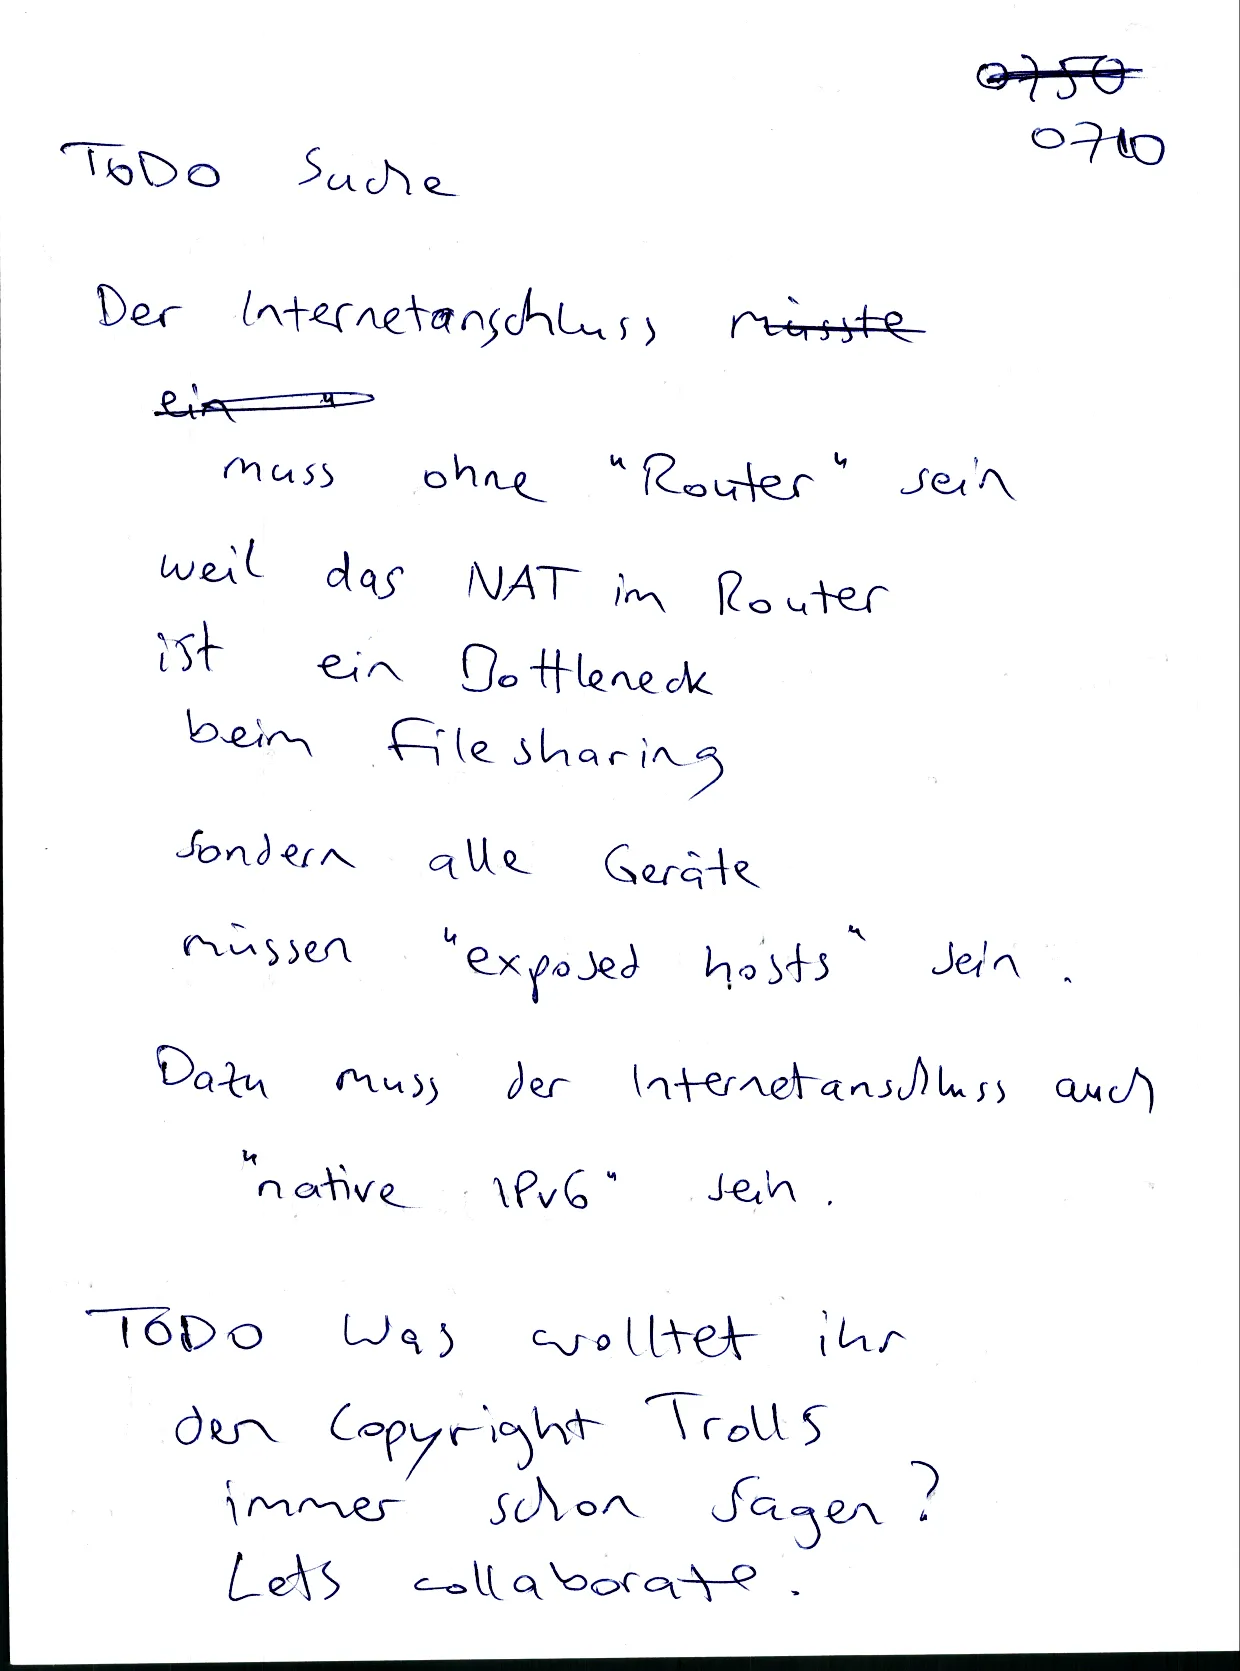 0750
0710
TODO Suche
Der Internetanschluss müsste
ein
muss ohne "Router" sein
weil das NAT im Router
ist ein Bottleneck
beim Filesharing
sondern alle Geräte
müssen "exposed hosts" sein.
Dazu muss der Internetanschluss auch
"native IPv6" sein.
TODO Was wolltet ihr
den Copyright Trolls
immer schon sagen?
Lets collaborate.